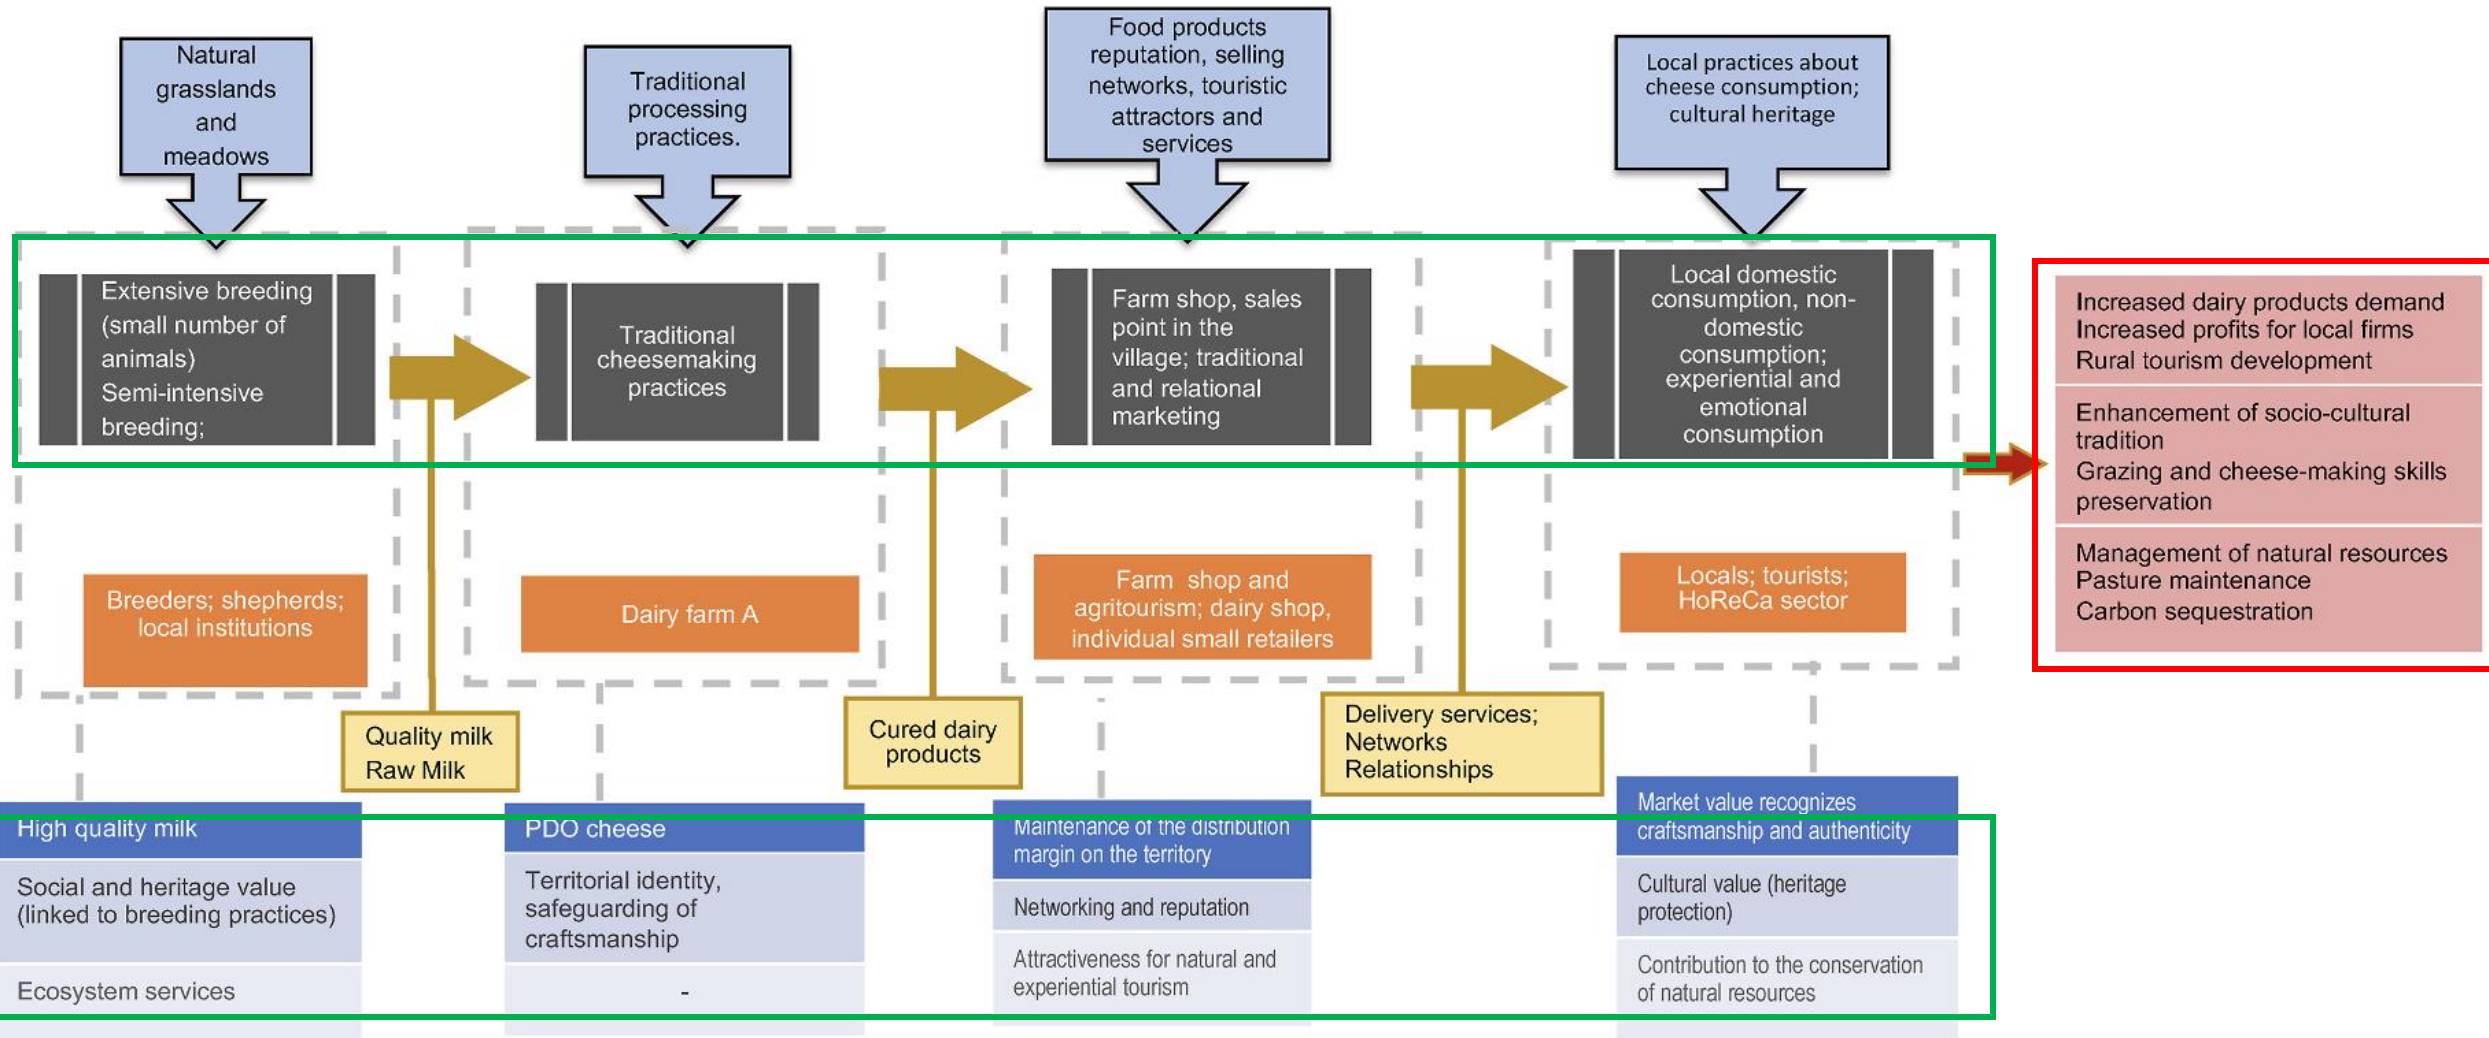 Natural
grasslands
and
meadows
Traditional
processing
practices.
Food products
reputation, selling
networks, touristic
attractors and
services
Local practices about
cheese consumption;
cultural heritage
Extensive breeding
(small number of
animals)
Semi-intensive
breeding;
Traditional
cheesemaking
practices
Farm shop, sales
point in the
village; traditional
and relational
marketing
Local domestic
consumption, non-
domestic
consumption;
experiential and
emotional
consumption
Increased dairy products demand
Increased profits for local firms
Rural tourism development
Enhancement of socio-cultural
tradition
Grazing and cheese-making skills
preservation
Management of natural resources
Pasture maintenance
Carbon sequestration
Breeders; shepherds;
local institutions
Dairy farm A
Farm shop and
agritourism; dairy shop,
individual small retailers
Locals; tourists;
HoReCa sector
Quality milk
Raw Milk
Cured dairy
products
Delivery services;
Networks
Relationships
High quality milk
Social and heritage value
(linked to breeding practices)
Ecosystem services
PDO cheese
Territorial identity,
safeguarding of
craftsmanship
-
Maintenance of the distribution
margin on the territory
Networking and reputation
Attractiveness for natural and
experiential tourism
Market value recognizes
craftsmanship and authenticity
Cultural value (heritage
protection)
Contribution to the conservation
of natural resources